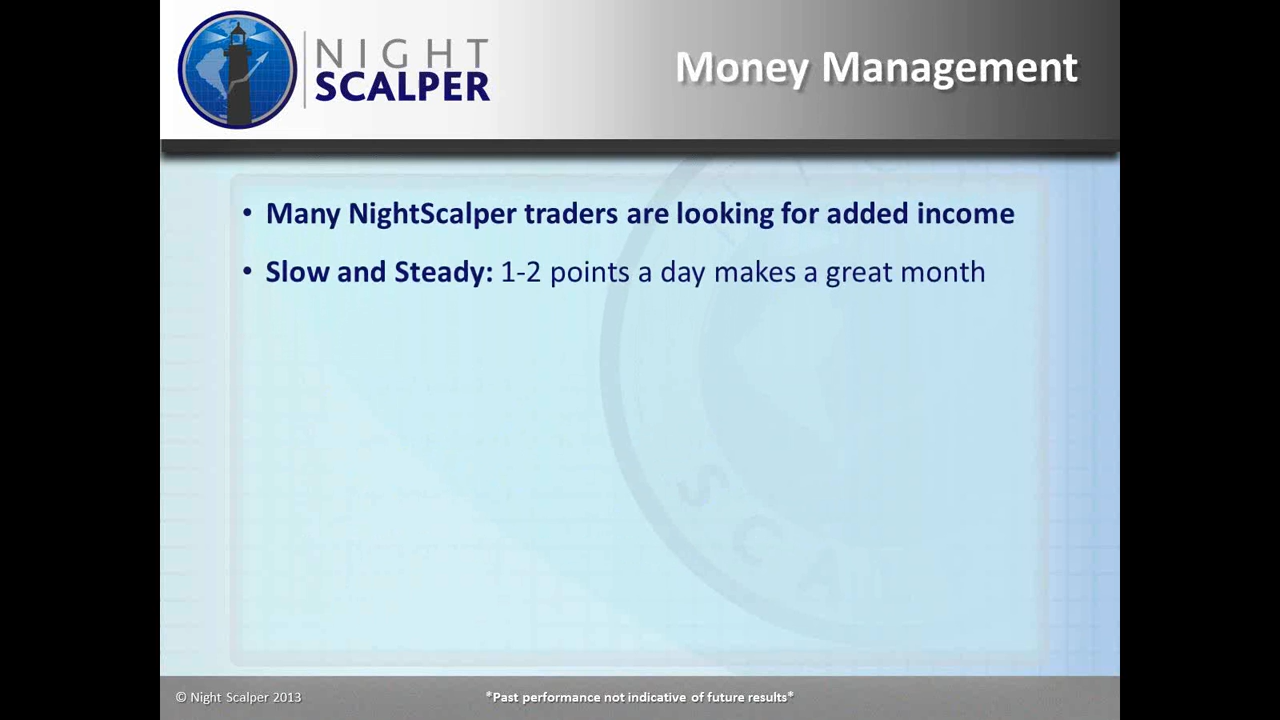 NIGHT
SCALPER
Money Management
• Many NightScalper traders are looking for added income
• Slow and Steady: 1-2 points a day makes a great month
SCA
© Night Scalper 2013
*Past performance not indicative of future results*